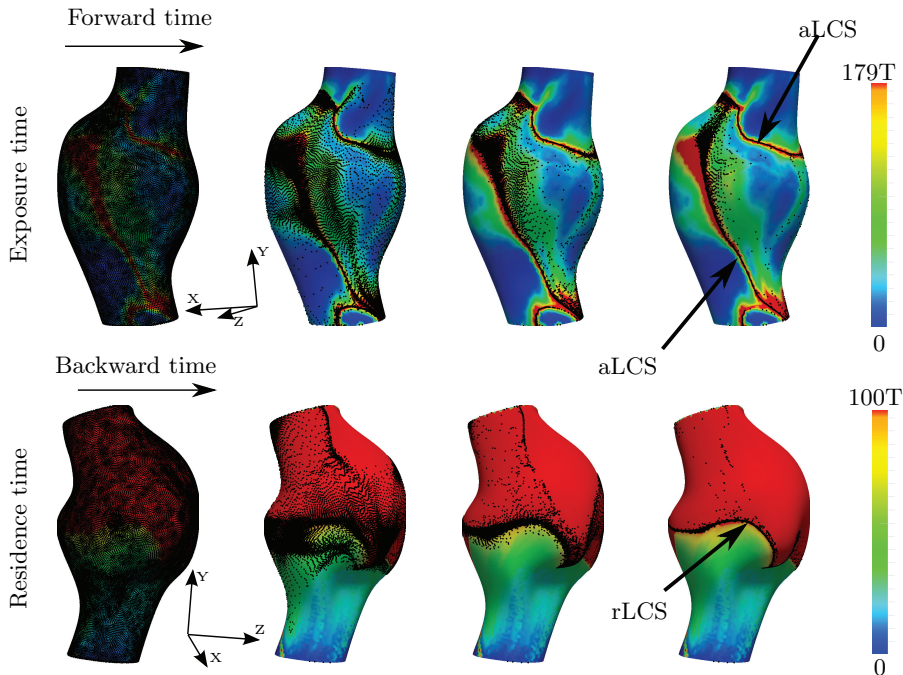 Forward time
aLCS
179T
Exposure time
Y
X
Z
0
aLCS
Backward time
100T
Residence time
Y
Z
X
rLCS
0